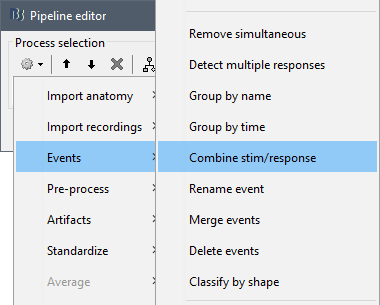 Pipeline editor
Process selection
Import anatomy
Import recordings
Events
Pre-process
Artifacts
Standardize
Average
Remove simultaneous
Detect multiple responses
Group by name
Group by time
Combine stim/response
Rename event
Merge events
Delete events
Classify by shape